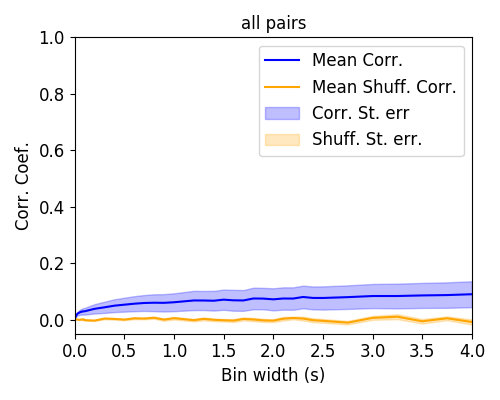 all pairs
1.0
0.8
0.6
0.4
0.2
0.0
Corr. Coef.
Mean Corr.
Mean Shuff. Corr.
Corr. St. err
Shuff. St. err.
0.0 0.5 1.0 1.5 2.0 2.5 3.0 3.5 4.0
Bin width (s)